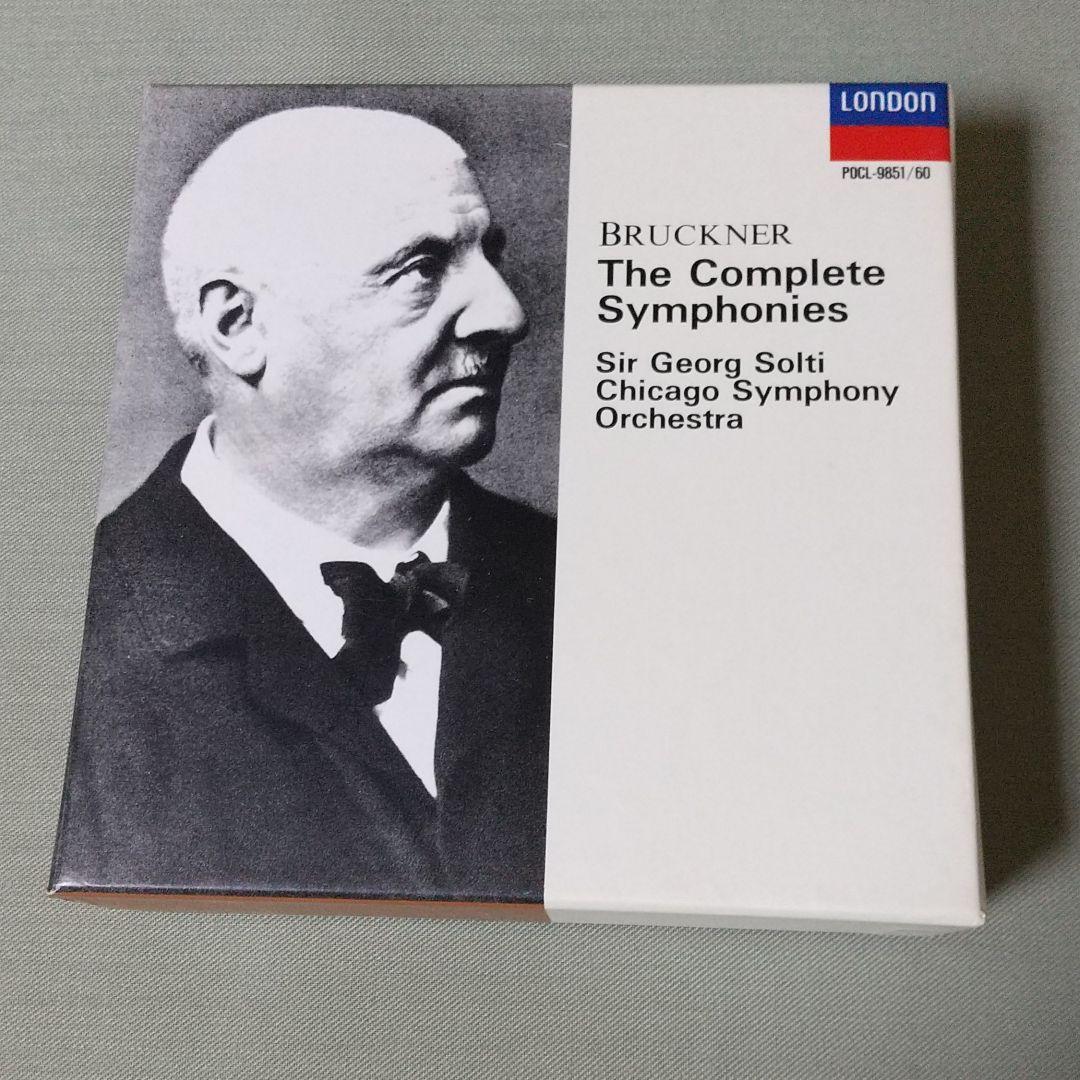 LONDON
POCL-9851/60
BRUCKNER
The Complete
Symphonies
Sir Georg Solti
Chicago Symphony
Orchestra